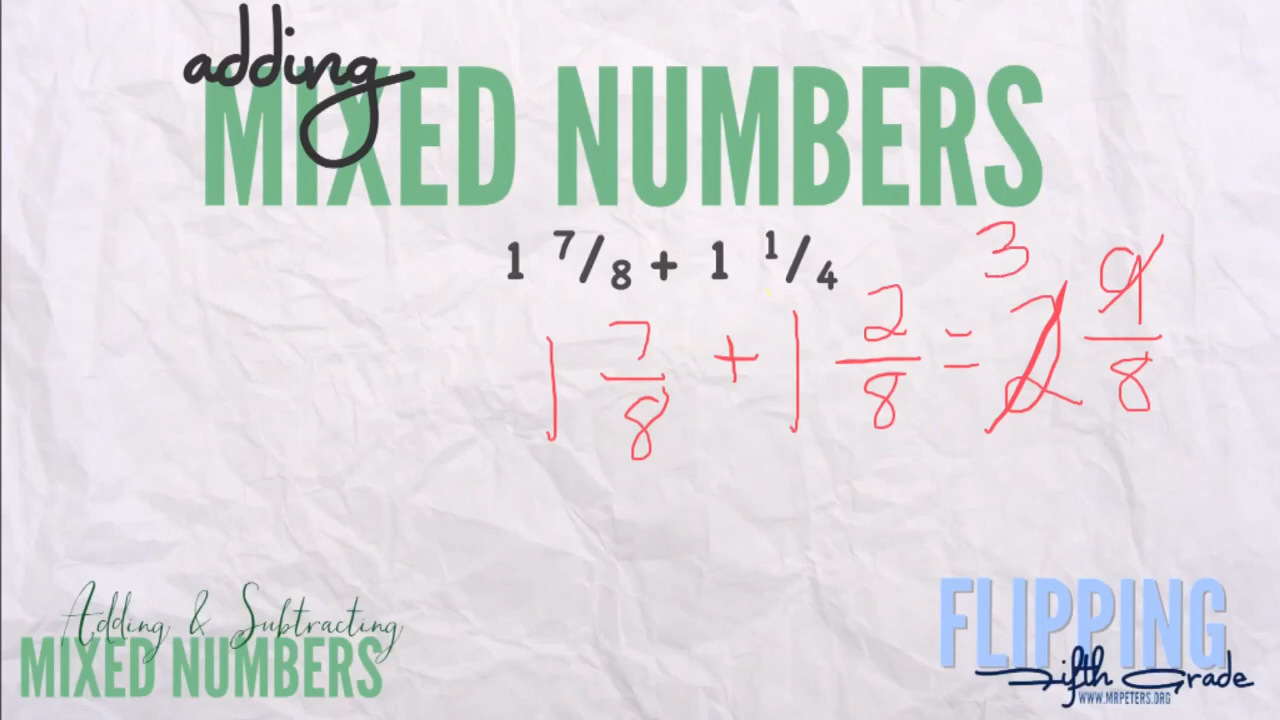 adding
MIXED NUMBERS
1 7/8 + 1 1/4
3
1 7/8 + 1 2/8 = 2 9/8
Adding & Subtracting
MIXED NUMBERS
FLIPPING
Fifth Grade
WWW.MRPETERS.ORG